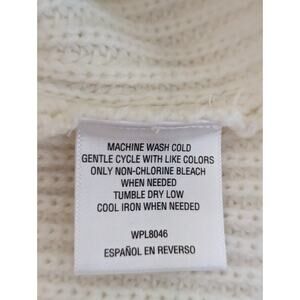 MACHINE WASH COLD
GENTLE CYCLE WITH LIKE COLORS
ONLY NON-CHLORINE BLEACH
WHEN NEEDED
TUMBLE DRY LOW
COOL IRON WHEN NEEDED
WPL8046
ESPAÑOL EN REVERSO